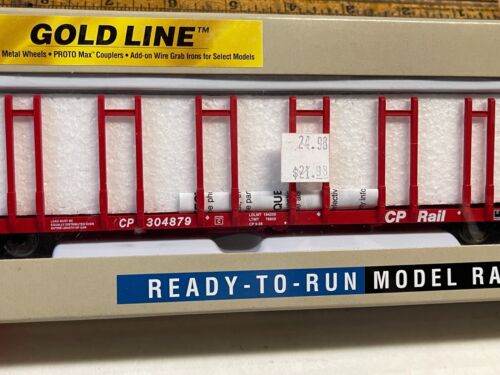 GOLD LINE™
Metal Wheels • PROTO Max™ Couplers • Add-on Wire Grab Irons for Select Models
24.98
$21.98
CP 304879
CP Rail
READY-TO-RUN MODEL RA